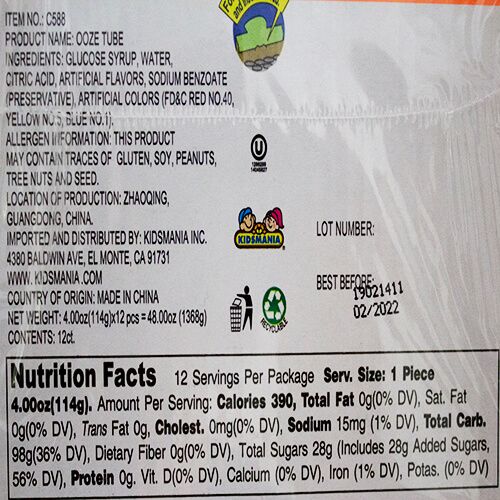 ITEM NO.: C588
PRODUCT NAME: OOZE TUBE
INGREDIENTS: GLUCOSE SYRUP, WATER,
CITRIC ACID, ARTIFICIAL FLAVORS, SODIUM BENZOATE
(PRESERVATIVE), ARTIFICIAL COLORS (FD&C RED NO.40,
YELLOW NO.5, BLUE NO.1).
ALLERGEN INFORMATION: THIS PRODUCT
MAY CONTAIN TRACES OF GLUTEN, SOY, PEANUTS,
TREE NUTS AND SEED.
LOCATION OF PRODUCTION: ZHAOQING,
GUANGDONG, CHINA.
IMPORTED AND DISTRIBUTED BY: KIDSMANIA INC.
4380 BALDWIN AVE, EL MONTE, CA 91731
WWW. KIDSMANIA .COM
COUNTRY OF ORIGIN: MADE IN CHINA
NET WEIGHT: 4.00oz(114g)x12 pcs = 48.00oz (1368g)
CONTENTS: 12ct.
U
KIDSMANIA
RECYCLABLE
LOT NUMBER:
BEST BEFORE:
19021411
02/2022
Nutrition Facts 12 Servings Per Package Serv. Size: 1 Piece
4.00oz(114g). Amount Per Serving: Calories 390, Total Fat 0g(0% DV), Sat. Fat
0g(0% DV), Trans Fat 0g, Cholest. 0mg(0% DV), Sodium 15mg (1% DV), Total Carb.
98g(36% DV), Dietary Fiber 0g(0% DV), Total Sugars 28g (Includes 28g Added Sugars,
56% DV), Protein 0g. Vit. D(0% DV), Calcium (0% DV), Iron (1% DV), Potas. (0% DV)